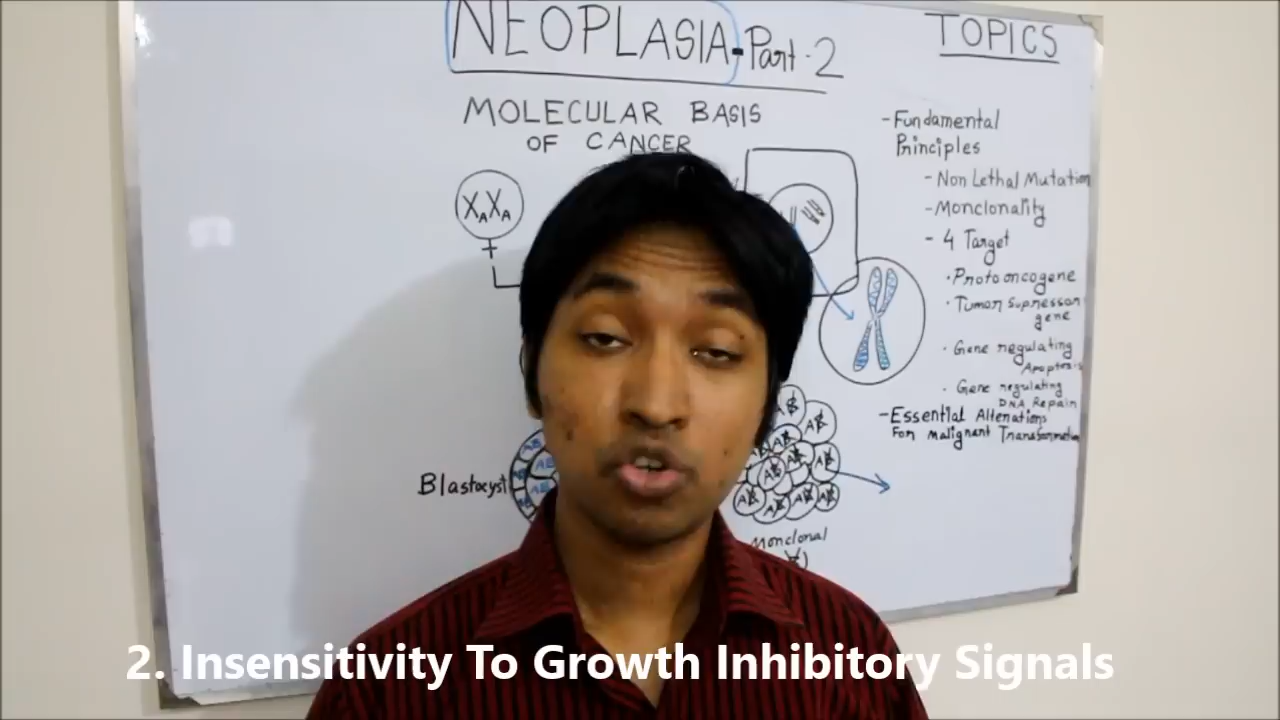 NEOPLASIA-Part-2
MOLECULAR BASIS
OF CANCER
XAXA
Blastocyst
Monclonal
TOPICS
-Fundamental
Principles
-Non Lethal Mutation
-Monclonality
-4 Target
·Protooncogene
·Tumor Supressor
gene
·Gene regulating
Apoptosis
·Gene regulating
DNA Repair
-Essential Alterations
For Malignant Transformation
2. Insensitivity To Growth Inhibitory Signals